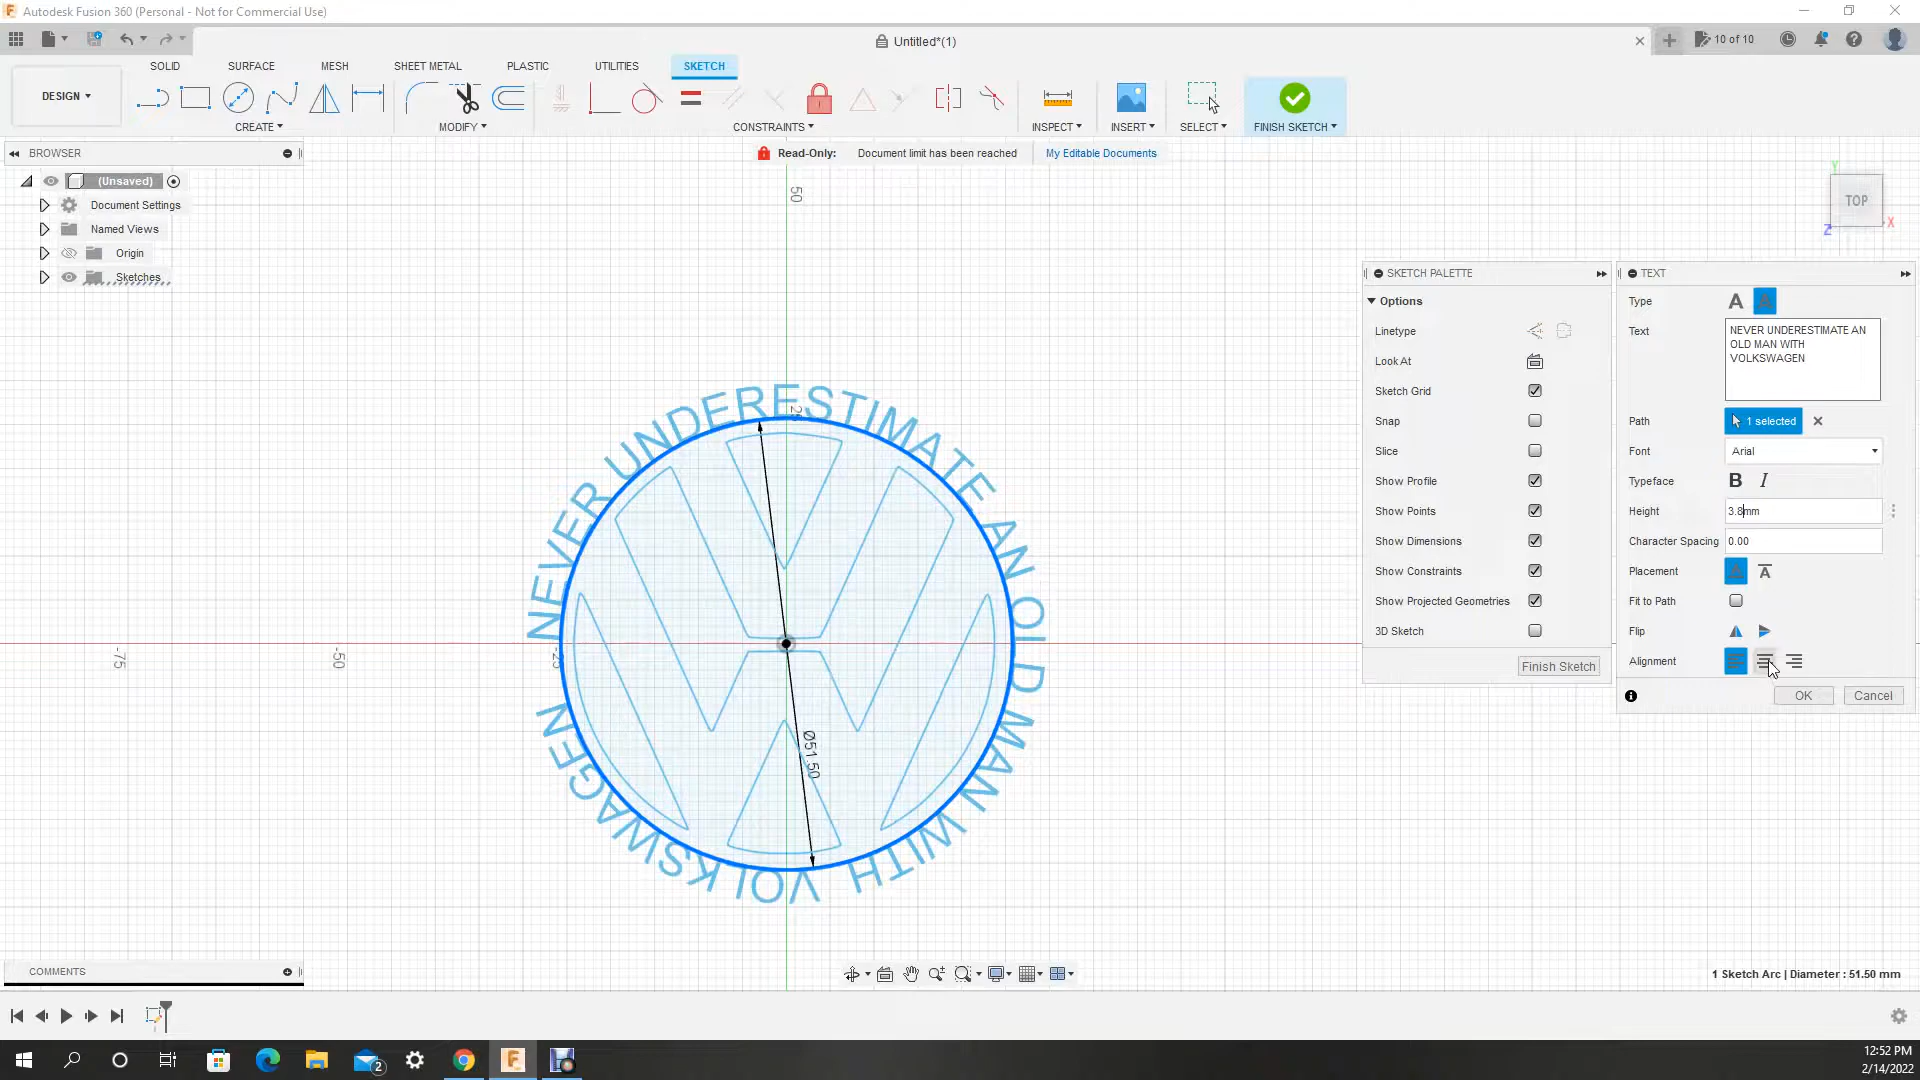 Autodesk Fusion 360 (Personal - Not for Commercial Use)
Untitled*(1)
10 of 10
DESIGN
SOLID
SURFACE
MESH
SHEET METAL
PLASTIC
UTILITIES
SKETCH
CREATE
MODIFY
CONSTRAINTS
INSPECT
INSERT
SELECT
FINISH SKETCH
BROWSER
Read-Only: Document limit has been reached
My Editable Documents
(Unsaved)
Document Settings
Named Views
Origin
Sketches
50
25
-75
-50
-25
NEVER UNDERESTIMATE AN OLD MAN WITH VOLKSWAGEN
Ø51.50
TOP
Y
X
Z
SKETCH PALETTE
Options
Linetype
Look At
Sketch Grid
Snap
Slice
Show Profile
Show Points
Show Dimensions
Show Constraints
Show Projected Geometries
3D Sketch
Finish Sketch
TEXT
Type A A
Text
NEVER UNDERESTIMATE AN
OLD MAN WITH
VOLKSWAGEN
Path 1 selected
Font Arial
Typeface B I
Height 3.8mm
Character Spacing 0.00
Placement
Fit to Path
Flip
Alignment
OK
Cancel
COMMENTS
1 Sketch Arc | Diameter : 51.50 mm
2
12:52 PM
2/14/2022